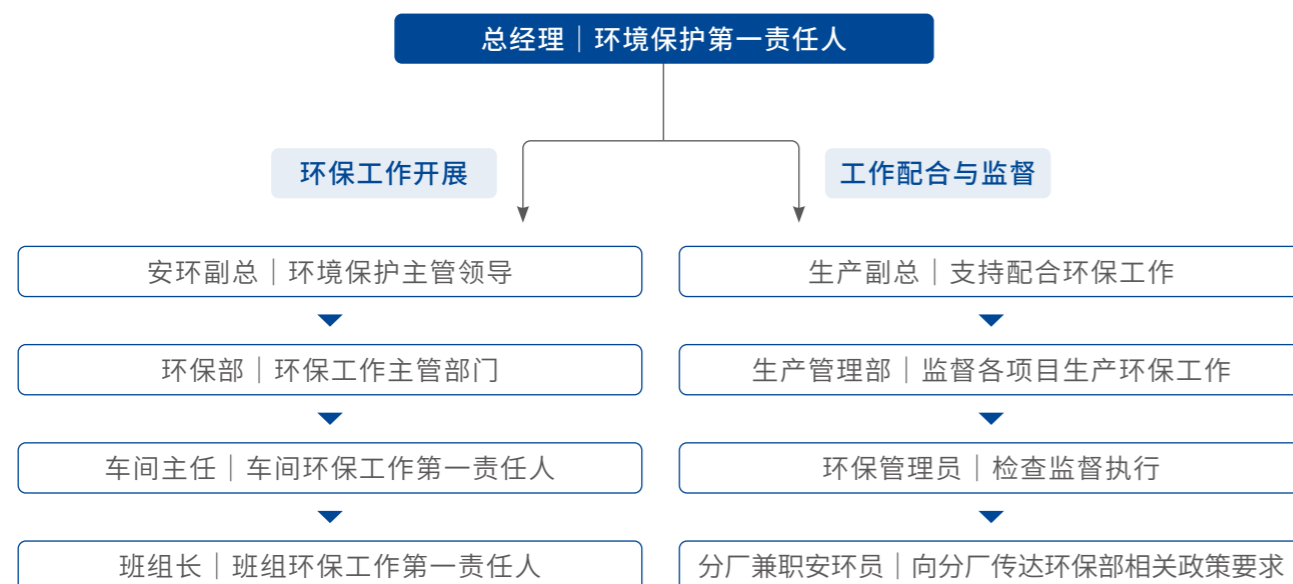 总经理｜环境保护第一责任人
环保工作开展
工作配合与监督
安环副总｜环境保护主管领导
生产副总｜支持配合环保工作
环保部｜环保工作主管部门
生产管理部｜监督各项目生产环保工作
车间主任｜车间环保工作第一责任人
环保管理员｜检查监督执行
班组长｜班组环保工作第一责任人
分厂兼职安环员｜向分厂传达环保部相关政策要求